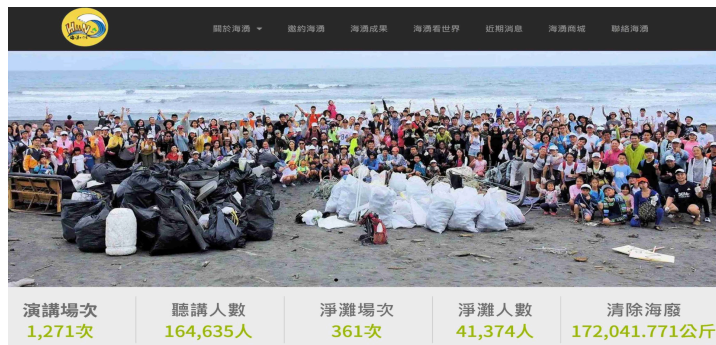 關於海湧
邀約海湧
海湧成果
海湧看世界
近期消息
海湧商城
聯絡海湧
演講場次
1,271次
聽講人數
164,635人
淨灘場次
361次
淨灘人數
41,374人
清除海廢
172,041.771公斤